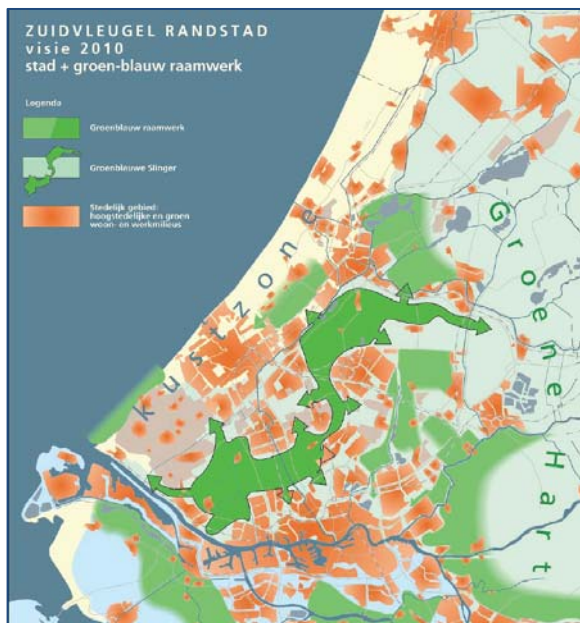 ZUIDVLEUGEL RANDSTAD
visie 2010
stad + groen-blauw raamwerk
Legenda
Groenblauw raamwerk
Groenblauwe Slinger
Stedelijk gebied:
hoogstedelijke en groen
woon- en werkmilieus
kustzone
Groene Hart